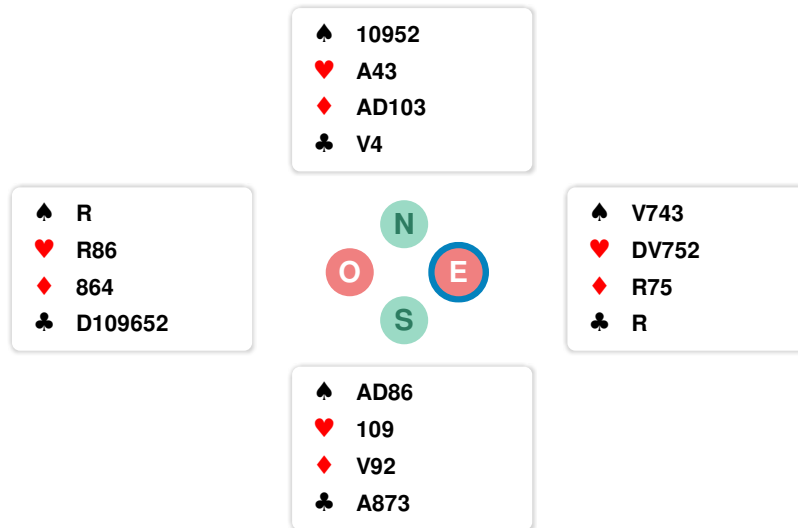 ♠ 10952
♥ A43
♦ AD103
♣ V4
♠ R
♥ R86
♦ 864
♣ D109652
N
O
E
S
♠ V743
♥ DV752
♦ R75
♣ R
♠ AD86
♥ 109
♦ V92
♣ A873